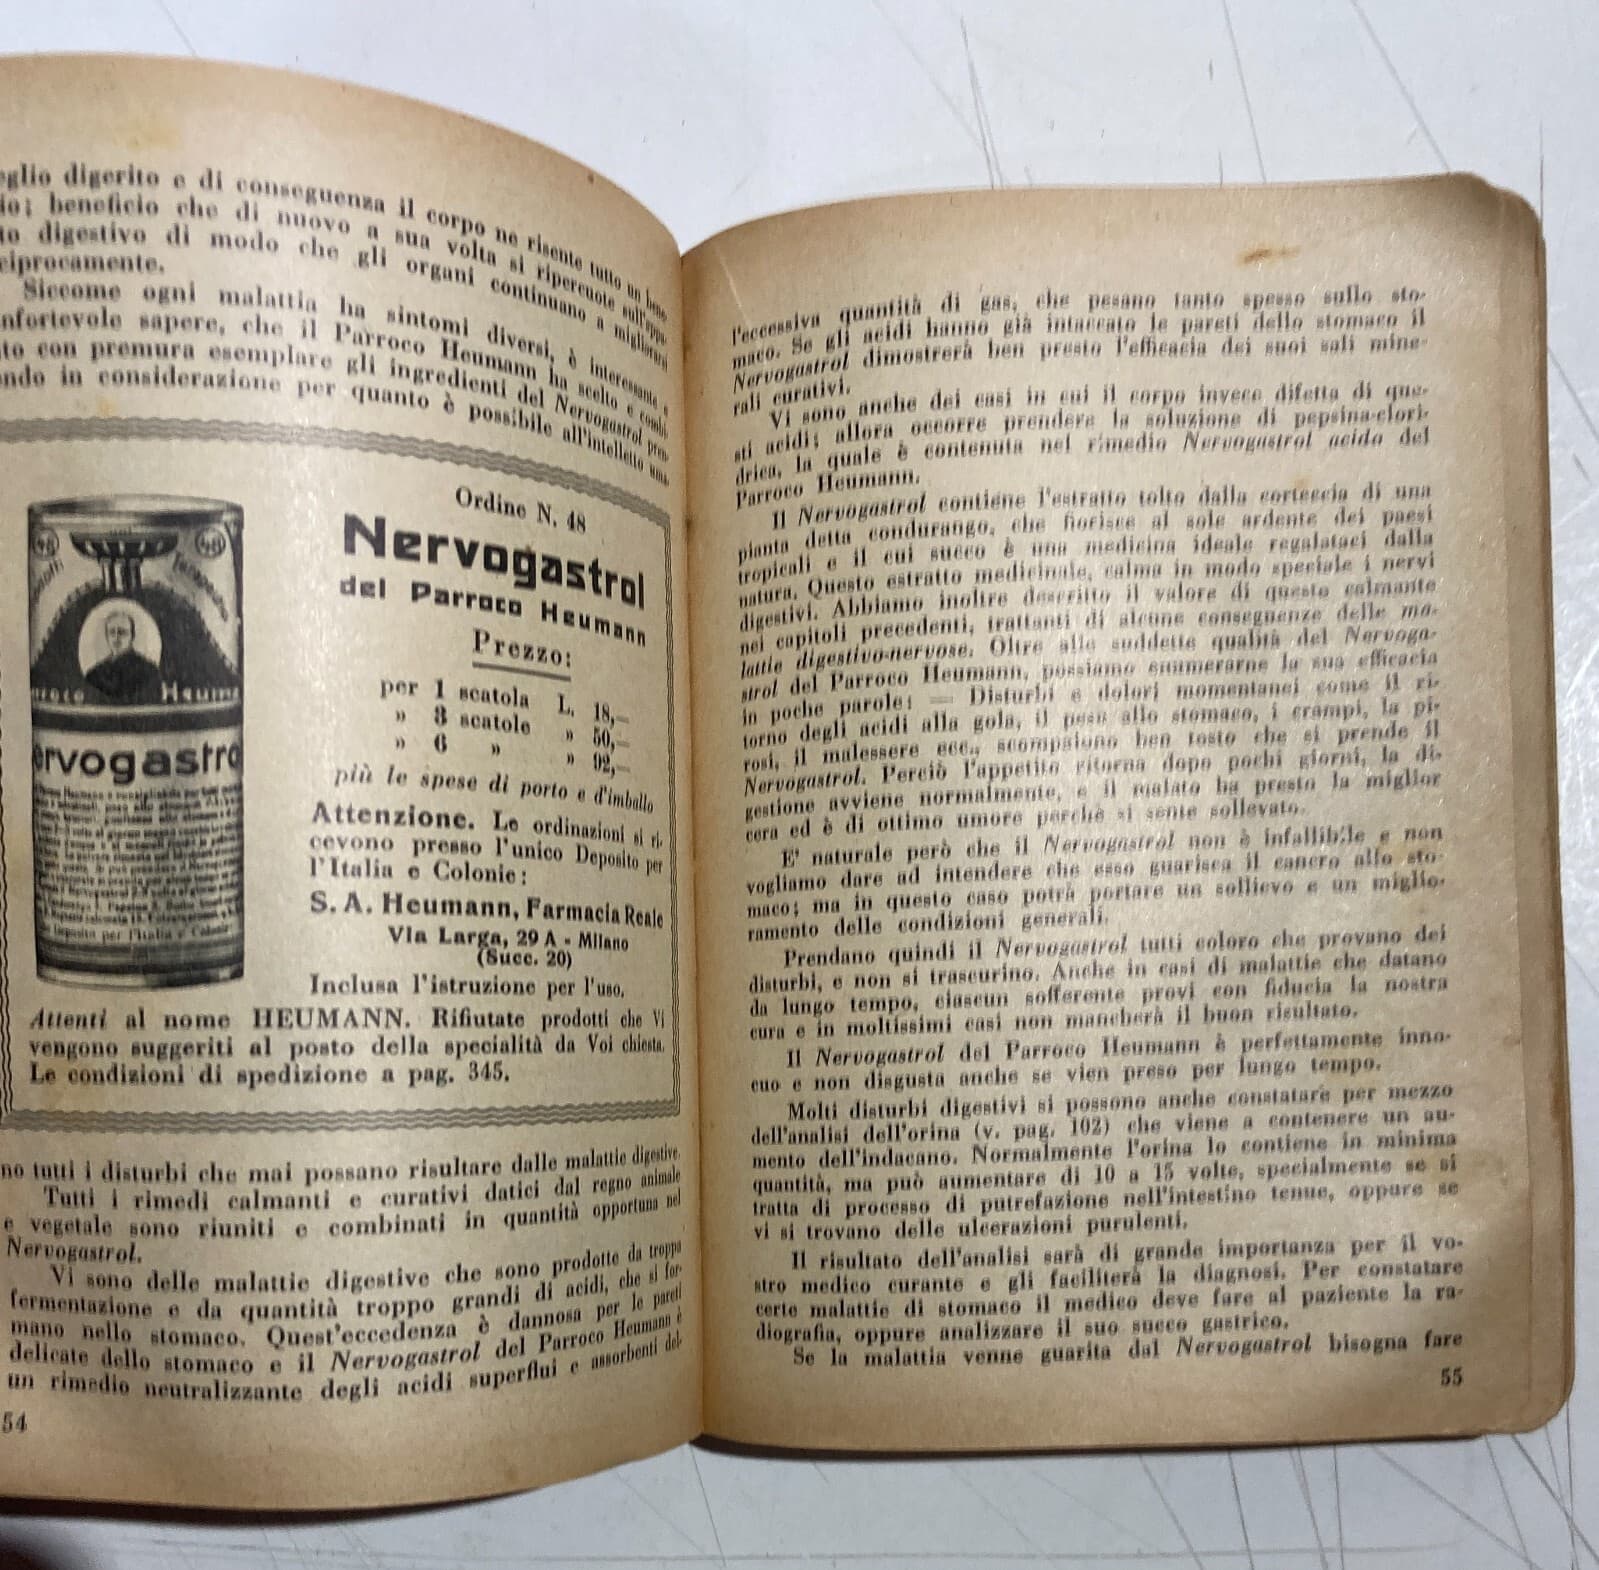 eglio digerito e di conseguenza il corpo ne risente tutto un bene-
io; beneficio che di nuovo a sua volta si ripercuote sull'appa-
to digestivo di modo che gli organi continuano a migliorarsi
ciprocamente.
Siccome ogni malattia ha sintomi diversi, è interessante e
nfortevole sapere, che il Parroco Heumann ha scelto e combi-
to con premura esemplare gli ingredienti del Nervogastrol pren-
endo in considerazione per quanto è possibile all'intelletto uma-
Ordine N. 48
Nervogastrol
del Parroco Heumann
Prezzo:
per 1 scatola L. 18,—
» 3 scatole » 50,—
» 6 » » 92,—
più le spese di porto e d'imballo
Attenzione. Le ordinazioni si ri-
cevono presso l'unico Deposito per
l'Italia e Colonie:
S. A. Heumann, Farmacia Reale
Via Larga, 29 A - Milano
(Succ. 20)
Inclusa l'istruzione per l'uso.
48
48
Heuma
ervogastro
Deposito per l'Italia e Colonie
Attenti al nome HEUMANN. Rifiutate prodotti che Vi
vengono suggeriti al posto della specialità da Voi chiesta.
Le condizioni di spedizione a pag. 345.
no tutti i disturbi che mai possano risultare dalle malattie digestive.
Tutti i rimedi calmanti e curativi datici dal regno animale
e vegetale sono riuniti e combinati in quantità opportuna nel
Nervogastrol.
Vi sono delle malattie digestive che sono prodotte da troppa
fermentazione e da quantità troppo grandi di acidi, che si for-
mano nello stomaco. Quest'eccedenza è dannosa per le pareti
delicate dello stomaco e il Nervogastrol del Parroco Heumann è
un rimedio neutralizzante degli acidi superflui e assorbenti del-
54
l'eccessiva quantità di gas, che pesano tanto spesso sullo sto-
maco. Se gli acidi hanno già intaccato le pareti dello stomaco il
Nervogastrol dimostrerà ben presto l'efficacia dei suoi sali mine-
rali curativi.
Vi sono anche dei casi in cui il corpo invece difetta di que-
sti acidi; allora occorre prendere la soluzione di pepsina-clori-
drica, la quale è contenuta nel rimedio Nervogastrol acido del
Parroco Heumann.
Il Nervogastrol contiene l'estratto tolto dalla corteccia di una
pianta detta condurango, che fiorisce al sole ardente dei paesi
tropicali e il cui succo è una medicina ideale regalataci dalla
natura. Questo estratto medicinale, calma in modo speciale i nervi
digestivi. Abbiamo inoltre descritto il valore di questo calmante
nei capitoli precedenti, trattanti di alcune conseguenze delle ma-
lattie digestivo-nervose. Oltre alle suddette qualità del Nervoga-
strol del Parroco Heumann, possiamo enumerarne la sua efficacia
in poche parole: — Disturbi e dolori momentanei come il ri-
torno degli acidi alla gola, il peso allo stomaco, i crampi, la pi-
rosi, il malessere ecc., scompaiono ben tosto che si prende il
Nervogastrol. Perciò l'appetito ritorna dopo pochi giorni, la di-
gestione avviene normalmente, e il malato ha presto la miglior
cera ed è di ottimo umore perchè si sente sollevato.
E' naturale però che il Nervogastrol non è infallibile e non
vogliamo dare ad intendere che esso guarisca il cancro allo sto-
maco; ma in questo caso potrà portare un sollievo e un miglio-
ramento delle condizioni generali.
Prendano quindi il Nervogastrol tutti coloro che provano dei
disturbi, e non si trascurino. Anche in casi di malattie che datano
da lungo tempo, ciascun sofferente provi con fiducia la nostra
cura e in moltissimi casi non mancherà il buon risultato.
Il Nervogastrol del Parroco Heumann è perfettamente inno-
cuo e non disgusta anche se vien preso per lungo tempo.
Molti disturbi digestivi si possono anche constatare per mezzo
dell'analisi dell'orina (v. pag. 102) che viene a contenere un au-
mento dell'indacano. Normalmente l'orina lo contiene in minima
quantità, ma può aumentare di 10 a 15 volte, specialmente se si
tratta di processo di putrefazione nell'intestino tenue, oppure se
vi si trovano delle ulcerazioni purulenti.
Il risultato dell'analisi sarà di grande importanza per il vo-
stro medico curante e gli faciliterà la diagnosi. Per constatare
certe malattie di stomaco il medico deve fare al paziente la ra-
diografia, oppure analizzare il suo succo gastrico.
Se la malattia venne guarita dal Nervogastrol bisogna fare
55